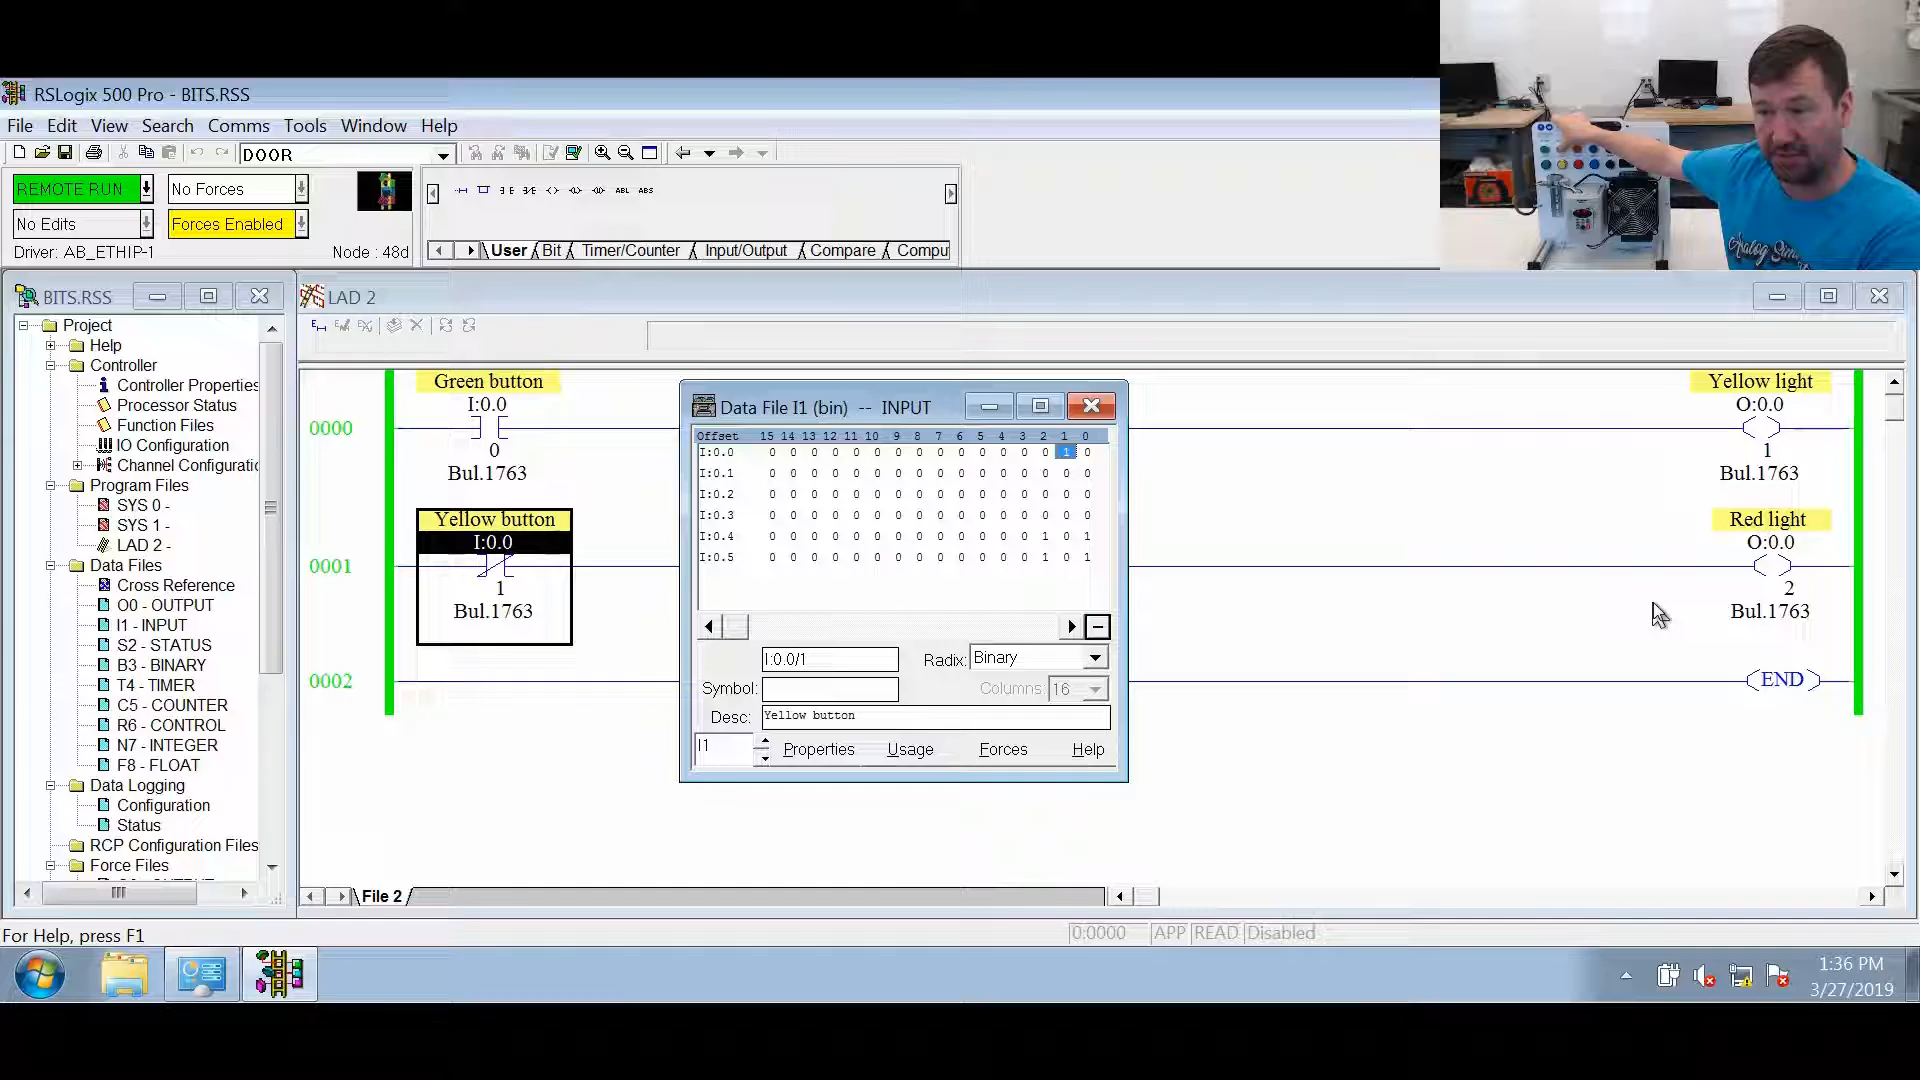 RSLogix 500 Pro - BITS.RSS
File Edit View Search Comms Tools Window Help
DOOR
REMOTE RUN No Forces
No Edits Forces Enabled
Driver: AB_ETHIP-1 Node : 48d
ABL ABS
User Bit Timer/Counter Input/Output Compare Compu
BITS.RSS
Project
Help
Controller
Controller Properties
Processor Status
Function Files
IO Configuration
Channel Configuratio
Program Files
SYS 0 -
SYS 1 -
LAD 2 -
Data Files
Cross Reference
O0 - OUTPUT
I1 - INPUT
S2 - STATUS
B3 - BINARY
T4 - TIMER
C5 - COUNTER
R6 - CONTROL
N7 - INTEGER
F8 - FLOAT
Data Logging
Configuration
Status
RCP Configuration Files
Force Files
LAD 2
0000
Green button
I:0.0
0
Bul.1763
Yellow light
O:0.0
1
Bul.1763
0001
Yellow button
I:0.0
1
Bul.1763
Red light
O:0.0
2
Bul.1763
0002
END
Data File I1 (bin) -- INPUT
Offset 15 14 13 12 11 10 9 8 7 6 5 4 3 2 1 0
I:0.0 0 0 0 0 0 0 0 0 0 0 0 0 0 0 1 0
I:0.1 0 0 0 0 0 0 0 0 0 0 0 0 0 0 0 0
I:0.2 0 0 0 0 0 0 0 0 0 0 0 0 0 0 0 0
I:0.3 0 0 0 0 0 0 0 0 0 0 0 0 0 0 0 0
I:0.4 0 0 0 0 0 0 0 0 0 0 0 0 0 1 0 1
I:0.5 0 0 0 0 0 0 0 0 0 0 0 0 0 1 0 1
I:0.0/1 Radix: Binary
Symbol: Columns: 16
Desc: Yellow button
I1 Properties Usage Forces Help
File 2
For Help, press F1
0:0000 APP READ Disabled
1:36 PM
3/27/2019
Analog